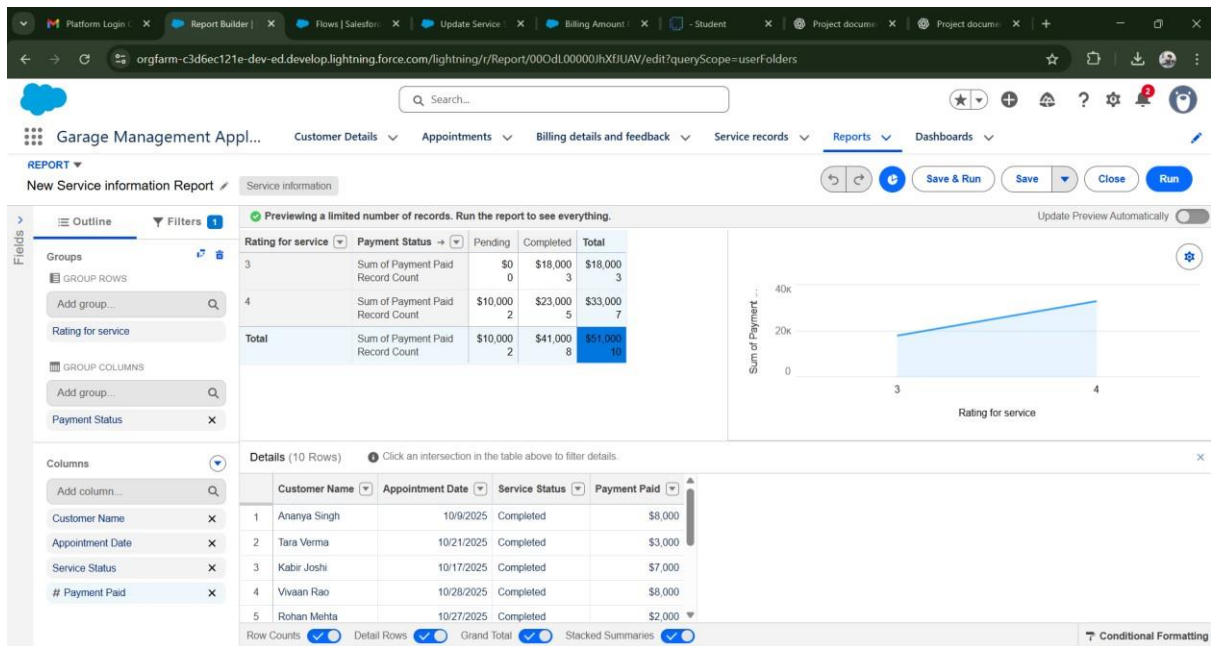 Platform Login C
Report Builder |
Flows | Salesforc
Update Service S
Billing Amount F
- Student
Project docume
Project docume
orgfarm-c3d6ec121e-dev-ed.develop.lightning.force.com/lightning/r/Report/00OdL00000JhXfJUAV/edit?queryScope=userFolders
Search...
2
Garage Management Appl...
Customer Details
Appointments
Billing details and feedback
Service records
Reports
Dashboards
REPORT
New Service information Report
Service information
Save & Run
Save
Close
Run
Fields
Outline
Filters 1
Groups
GROUP ROWS
Add group...
Rating for service
GROUP COLUMNS
Add group...
Payment Status
Columns
Add column...
Customer Name
Appointment Date
Service Status
# Payment Paid
Previewing a limited number of records. Run the report to see everything.
Update Preview Automatically
Rating for service Payment Status → Pending Completed Total
3 Sum of Payment Paid $0 $18,000 $18,000
Record Count 0 3 3
4 Sum of Payment Paid $10,000 $23,000 $33,000
Record Count 2 5 7
Total Sum of Payment Paid $10,000 $41,000 $51,000
Record Count 2 8 10
Sum of Payment ...
40K
20K
0
3 4
Rating for service
Details (10 Rows)
Click an intersection in the table above to filter details.
Customer Name Appointment Date Service Status Payment Paid
1 Ananya Singh 10/9/2025 Completed $8,000
2 Tara Verma 10/21/2025 Completed $3,000
3 Kabir Joshi 10/17/2025 Completed $7,000
4 Vivaan Rao 10/28/2025 Completed $8,000
5 Rohan Mehta 10/27/2025 Completed $2,000
Row Counts
Detail Rows
Grand Total
Stacked Summaries
Conditional Formatting